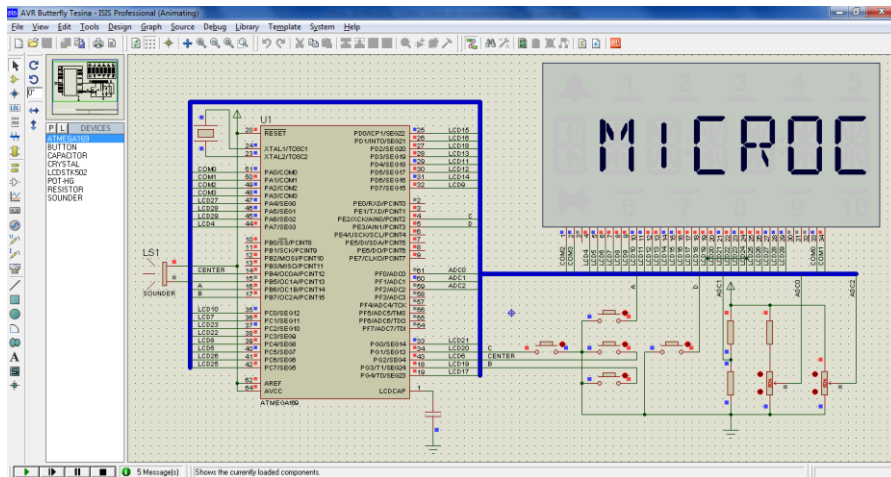 AVR Butterfly Tesina - ISIS Professional (Animating)
File View Edit Tools Design Graph Source Debug Library Template System Help
P L DEVICES
ATMEGA169
BUTTON
CAPACITOR
CRYSTAL
LCDSTK502
POT-HG
RESISTOR
SOUNDER
LS1
SOUNDER
U1
RESET
XTAL1/TOSC1
XTAL2/TOSC2
PA0/COM0
PA1/COM1
PA2/COM2
PA3/COM3
PA4/SEG0
PA5/SEG1
PA6/SEG2
PA7/SEG3
PB0/SS/PCINT8
PB1/SCK/PCINT9
PB2/MOSI/PCINT10
PB3/MISO/PCINT11
PB4/OC0A/PCINT12
PB5/OC1A/PCINT13
PB6/OC1B/PCINT14
PB7/OC2A/PCINT15
PC0/SEG12
PC1/SEG11
PC2/SEG10
PC3/SEG9
PC4/SEG8
PC5/SEG7
PC6/SEG6
PC7/SEG5
AREF
AVCC
ATMEGA169
PD0/ICP1/SEG22
PD1/INT0/SEG21
PD2/SEG20
PD3/SEG19
PD4/SEG18
PD5/SEG17
PD6/SEG16
PD7/SEG15
PE0/RXD/PCINT0
PE1/TXD/PCINT1
PE2/XCK/AIN0/PCINT2
PE3/AIN1/PCINT3
PE4/USCK/SCL/PCINT4
PE5/DI/SDA/PCINT5
PE6/DO/PCINT6
PE7/CLKO/PCINT7
PF0/ADC0
PF1/ADC1
PF2/ADC2
PF3/ADC3
PF4/ADC4/TCK
PF5/ADC5/TMS
PF6/ADC6/TDO
PF7/ADC7/TDI
PG0/SEG14
PG1/SEG13
PG2/SEG4
PG3/T1/SEG24
PG4/T0/SEG23
LCDCAP
COM0
COM1
COM2
COM3
LCD27
LCD28
LCD29
LCD4
CENTER
A
B
LCD10
LCD7
LCD23
LCD22
LCD8
LCD5
LCD26
LCD25
LCD15
LCD16
LCD18
LCD13
LCD11
LCD12
LCD14
LCD9
C
D
ADC0
ADC1
ADC2
LCD21
LCD20
LCD6
LCD19
LCD17
C
CENTER
B
A
D
ADC1
ADC0
ADC2
MICROC
5 Message(s)
Shows the currently loaded components.